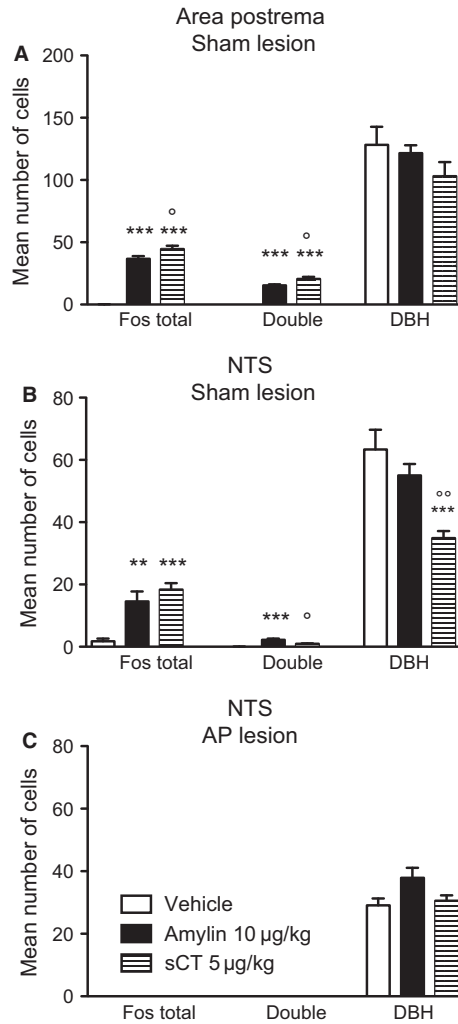 Area postrema
Sham lesion
A
Mean number of cells
200
150
100
50
0
°
*** ***
°
*** ***
Fos total Double DBH
NTS
Sham lesion
B
Mean number of cells
80
60
40
20
0
** ***
*** °
°°
***
Fos total Double DBH
NTS
AP lesion
C
Mean number of cells
80
60
40
20
0
Vehicle
Amylin 10 µg/kg
sCT 5 µg/kg
Fos total Double DBH